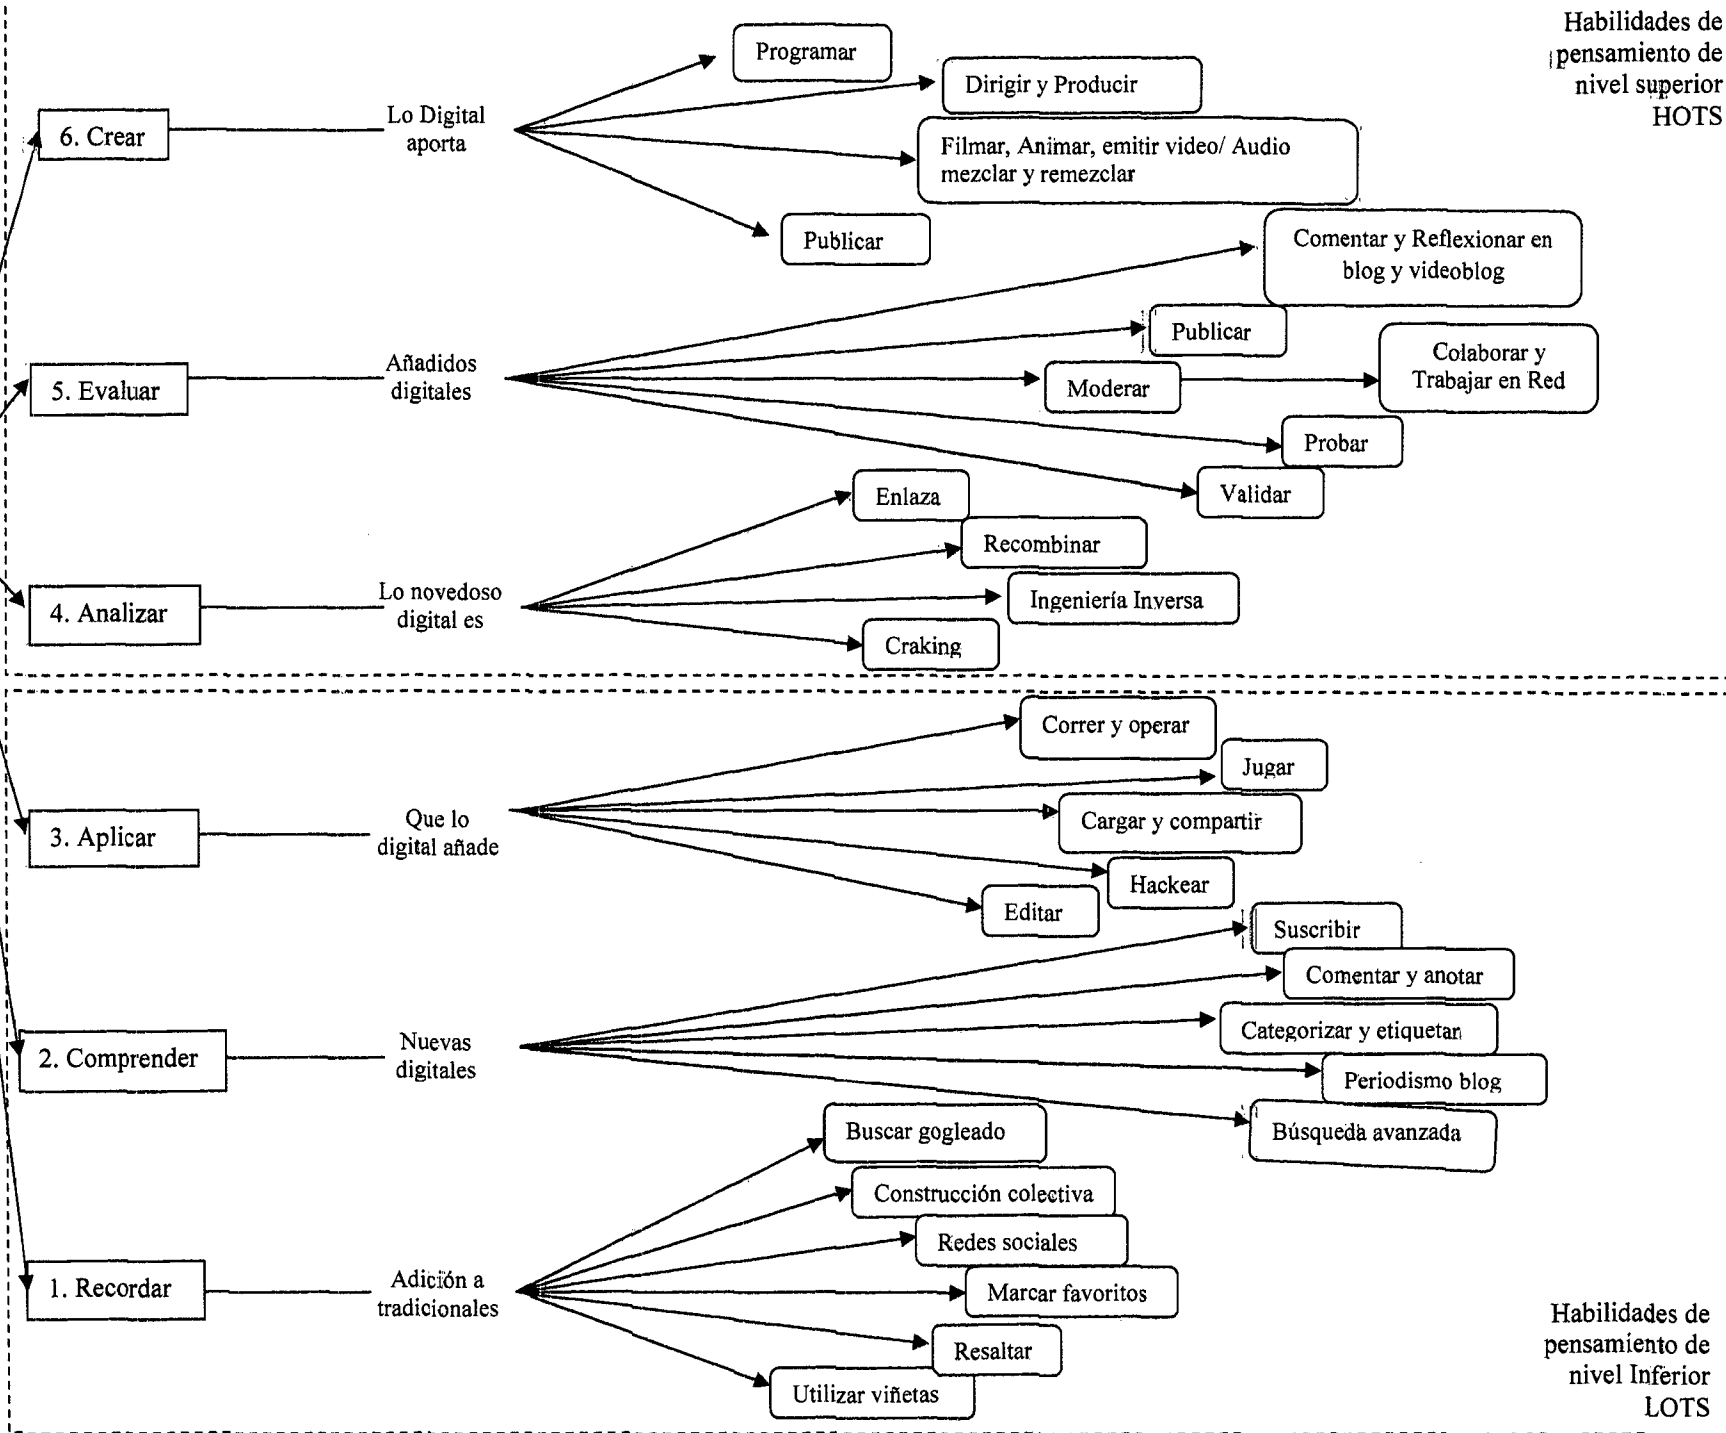 Habilidades de
pensamiento de
nivel superior
HOTS
6. Crear
Lo Digital
aporta
Programar
Dirigir y Producir
Filmar, Animar, emitir video/ Audio
mezclar y remezclar
Publicar
5. Evaluar
Añadidos
digitales
Comentar y Reflexionar en
blog y videoblog
Publicar
Moderar
Colaborar y
Trabajar en Red
Probar
Validar
4. Analizar
Lo novedoso
digital es
Enlaza
Recombinar
Ingeniería Inversa
Craking
3. Aplicar
Que lo
digital añade
Correr y operar
Jugar
Cargar y compartir
Hackear
Editar
2. Comprender
Nuevas
digitales
Suscribir
Comentar y anotar
Categorizar y etiquetar
Periodismo blog
Búsqueda avanzada
1. Recordar
Adición a
tradicionales
Buscar gogleado
Construcción colectiva
Redes sociales
Marcar favoritos
Resaltar
Utilizar viñetas
Habilidades de
pensamiento de
nivel Inferior
LOTS